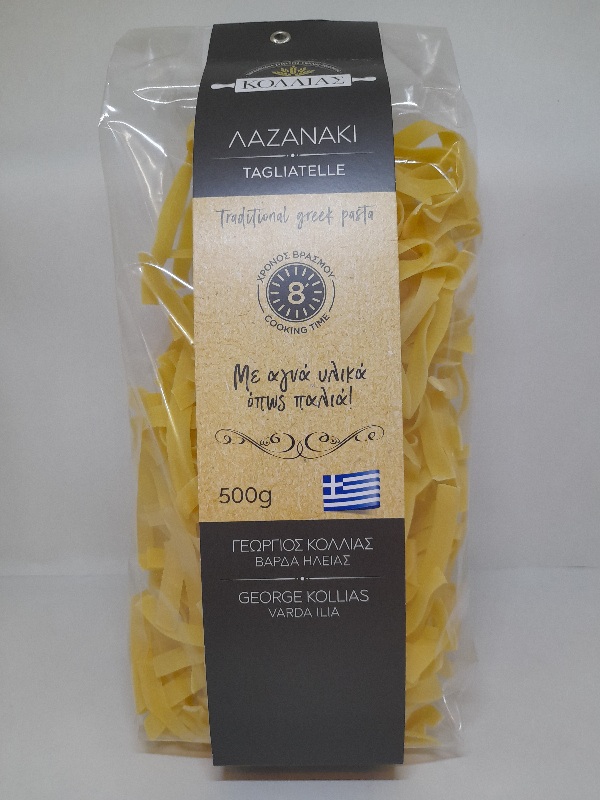 ΚΟΛΛΙΑΣ
ΛΑΖΑΝΑΚΙ
TAGLIATELLE
Traditional greek pasta
ΧΡΟΝΟΣ ΒΡΑΣΜΟΥ
8'
COOKING TIME
Με αγνά υλικά
όπως παλιά!
500g
ΓΕΩΡΓΙΟΣ ΚΟΛΛΙΑΣ
ΒΑΡΔΑ ΗΛΕΙΑΣ
GEORGE KOLLIAS
VARDA ILIA